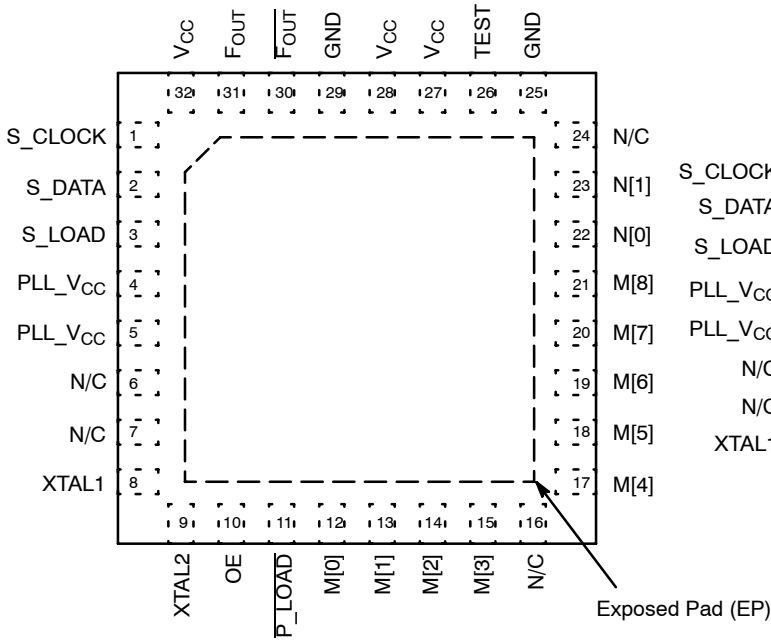 VCC FOUT FOUT GND VCC VCC TEST GND
32 31 30 29 28 27 26 25
S_CLOCK 1
S_DATA 2
S_LOAD 3
PLL_VCC 4
PLL_VCC 5
N/C 6
N/C 7
XTAL1 8
24 N/C
23 N[1]
22 N[0]
21 M[8]
20 M[7]
19 M[6]
18 M[5]
17 M[4]
9 10 11 12 13 14 15 16
XTAL2 OE P_LOAD M[0] M[1] M[2] M[3] N/C
Exposed Pad (EP)
S_CLOCK
S_DATA
S_LOAD
PLL_VCC
PLL_VCC
N/C
N/C
XTAL1